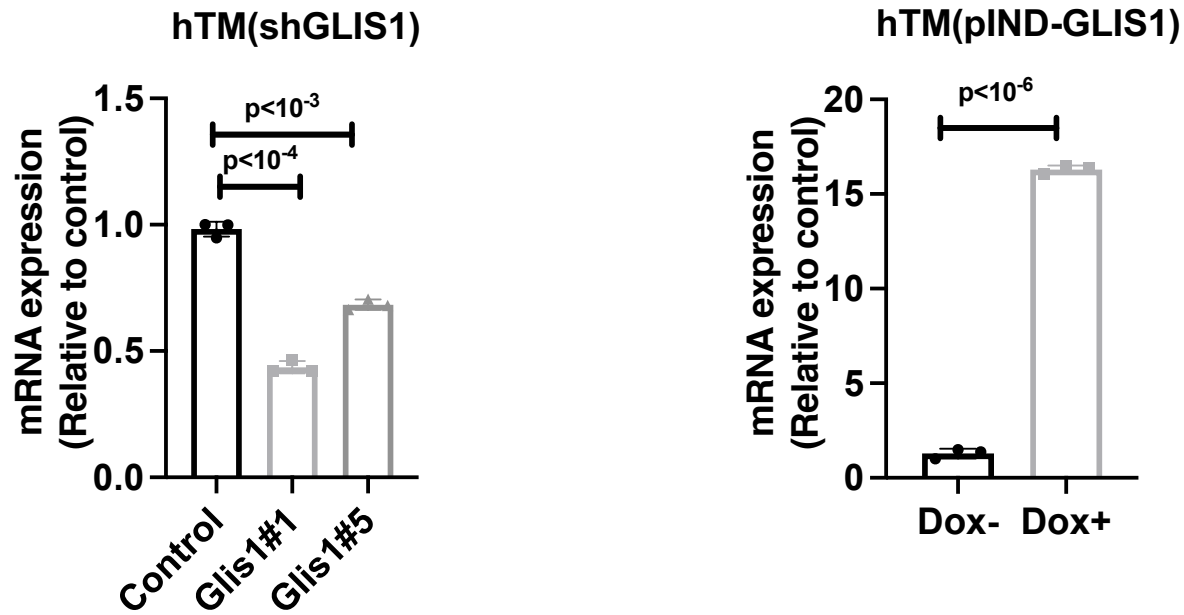 hTM(shGLIS1)
mRNA expression
(Relative to control)
1.5
1.0
0.5
0.0
p<10⁻³
p<10⁻⁴
Control
Glis1#1
Glis1#5
hTM(pIND-GLIS1)
mRNA expression
(Relative to control)
20
15
10
5
0
p<10⁻⁶
Dox- Dox+